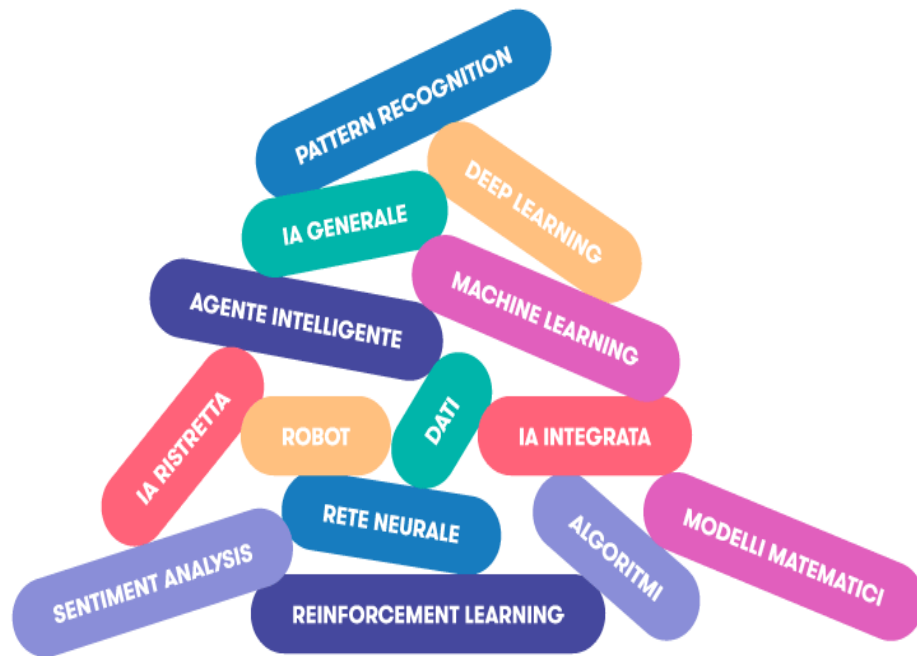 PATTERN RECOGNITION
DEEP LEARNING
IA GENERALE
MACHINE LEARNING
AGENTE INTELLIGENTE
IA RISTRETTA
ROBOT
DATI
IA INTEGRATA
RETE NEURALE
ALGORITMI
MODELLI MATEMATICI
SENTIMENT ANALYSIS
REINFORCEMENT LEARNING